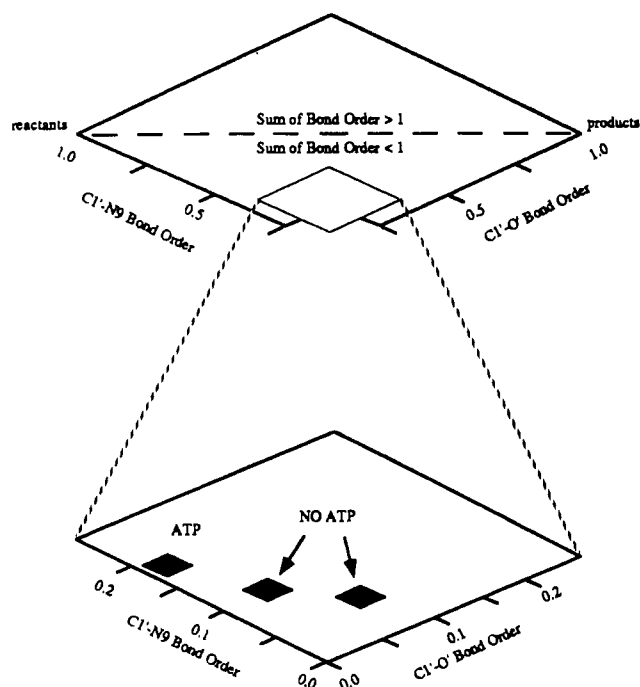 Sum of Bond Order > 1
reactants
products
Sum of Bond Order < 1
1.0
1.0
0.5
0.5
C1'-N9 Bond Order
C1'-O' Bond Order
ATP
NO ATP
0.2
0.2
0.1
0.1
C1'-N9 Bond Order
C1'-O' Bond Order
0.0
0.0